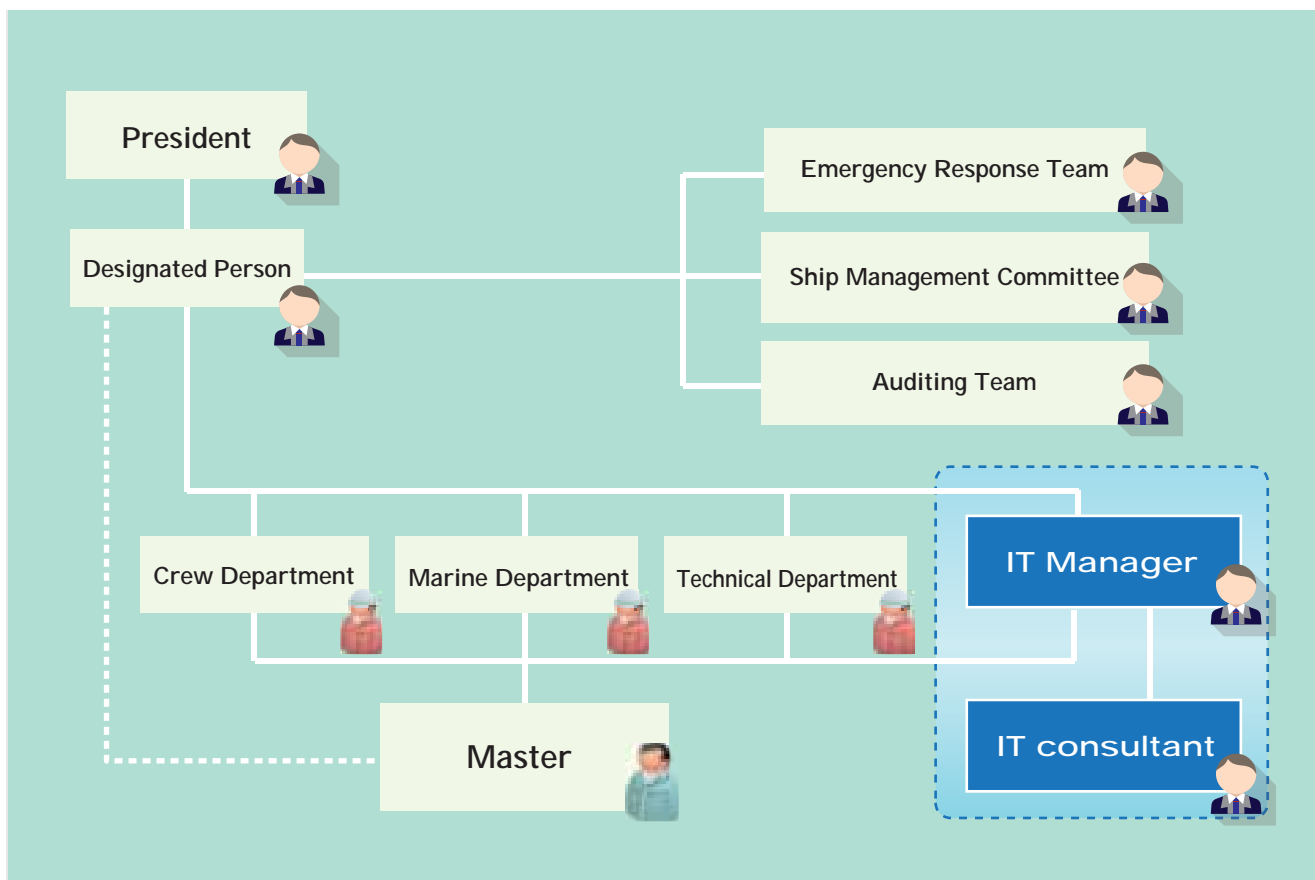 President
Emergency Response Team
Designated Person
Ship Management Committee
Auditing Team
Crew Department
Marine Department
Technical Department
IT Manager
Master
IT consultant